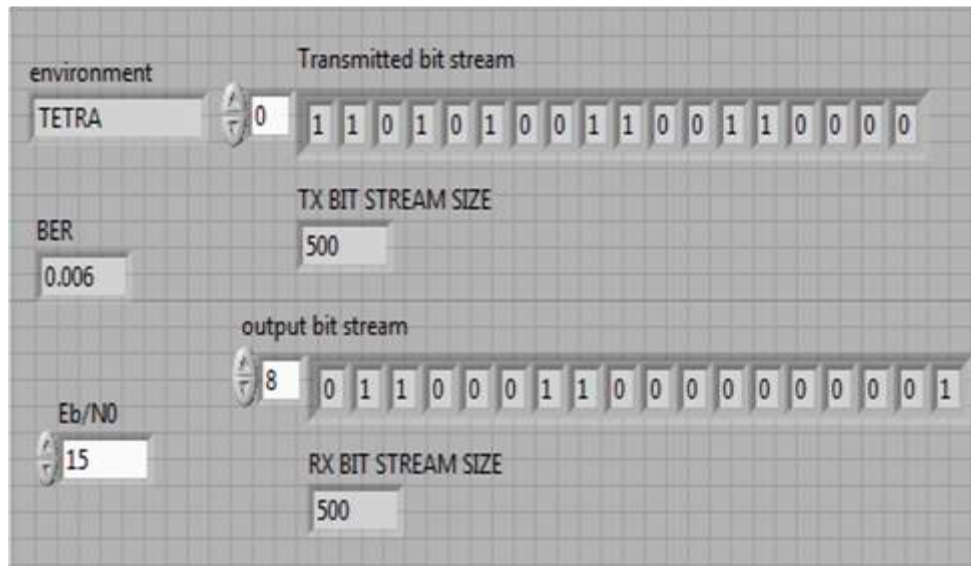 Transmitted bit stream
environment
TETRA
0 1 1 0 1 0 1 0 0 1 1 0 0 1 1 0 0 0 0
TX BIT STREAM SIZE
500
BER
0.006
output bit stream
8 0 1 1 0 0 0 1 1 0 0 0 0 0 0 0 0 0 1
Eb/N0
15
RX BIT STREAM SIZE
500